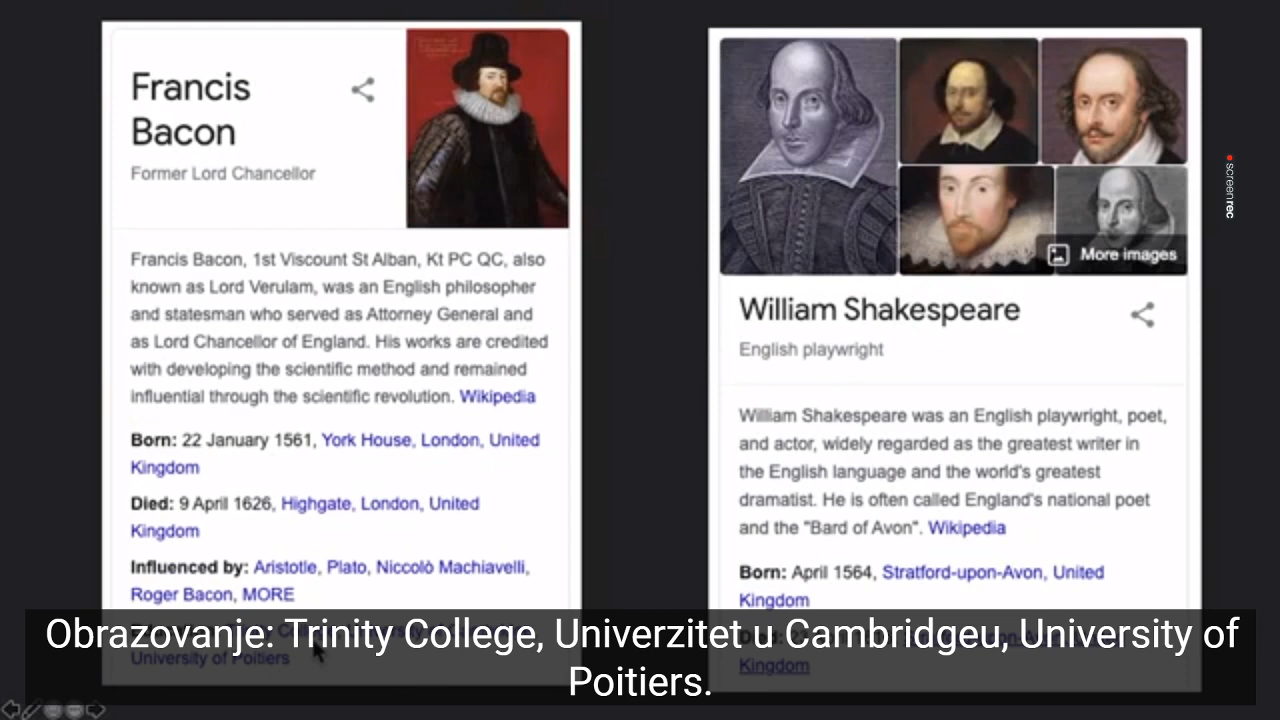 Francis
Bacon
Former Lord Chancellor
Francis Bacon, 1st Viscount St Alban, Kt PC QC, also
known as Lord Verulam, was an English philosopher
and statesman who served as Attorney General and
as Lord Chancellor of England. His works are credited
with developing the scientific method and remained
influential through the scientific revolution. Wikipedia
Born: 22 January 1561, York House, London, United
Kingdom
Died: 9 April 1626, Highgate, London, United
Kingdom
Influenced by: Aristotle, Plato, Niccolò Machiavelli,
Roger Bacon, MORE
University of Poitiers
More images
William Shakespeare
English playwright
William Shakespeare was an English playwright, poet,
and actor, widely regarded as the greatest writer in
the English language and the world's greatest
dramatist. He is often called England's national poet
and the "Bard of Avon". Wikipedia
Born: April 1564, Stratford-upon-Avon, United
Kingdom
Kingdom
screenrec
Obrazovanje: Trinity College, Univerzitet u Cambridgeu, University of
Poitiers.